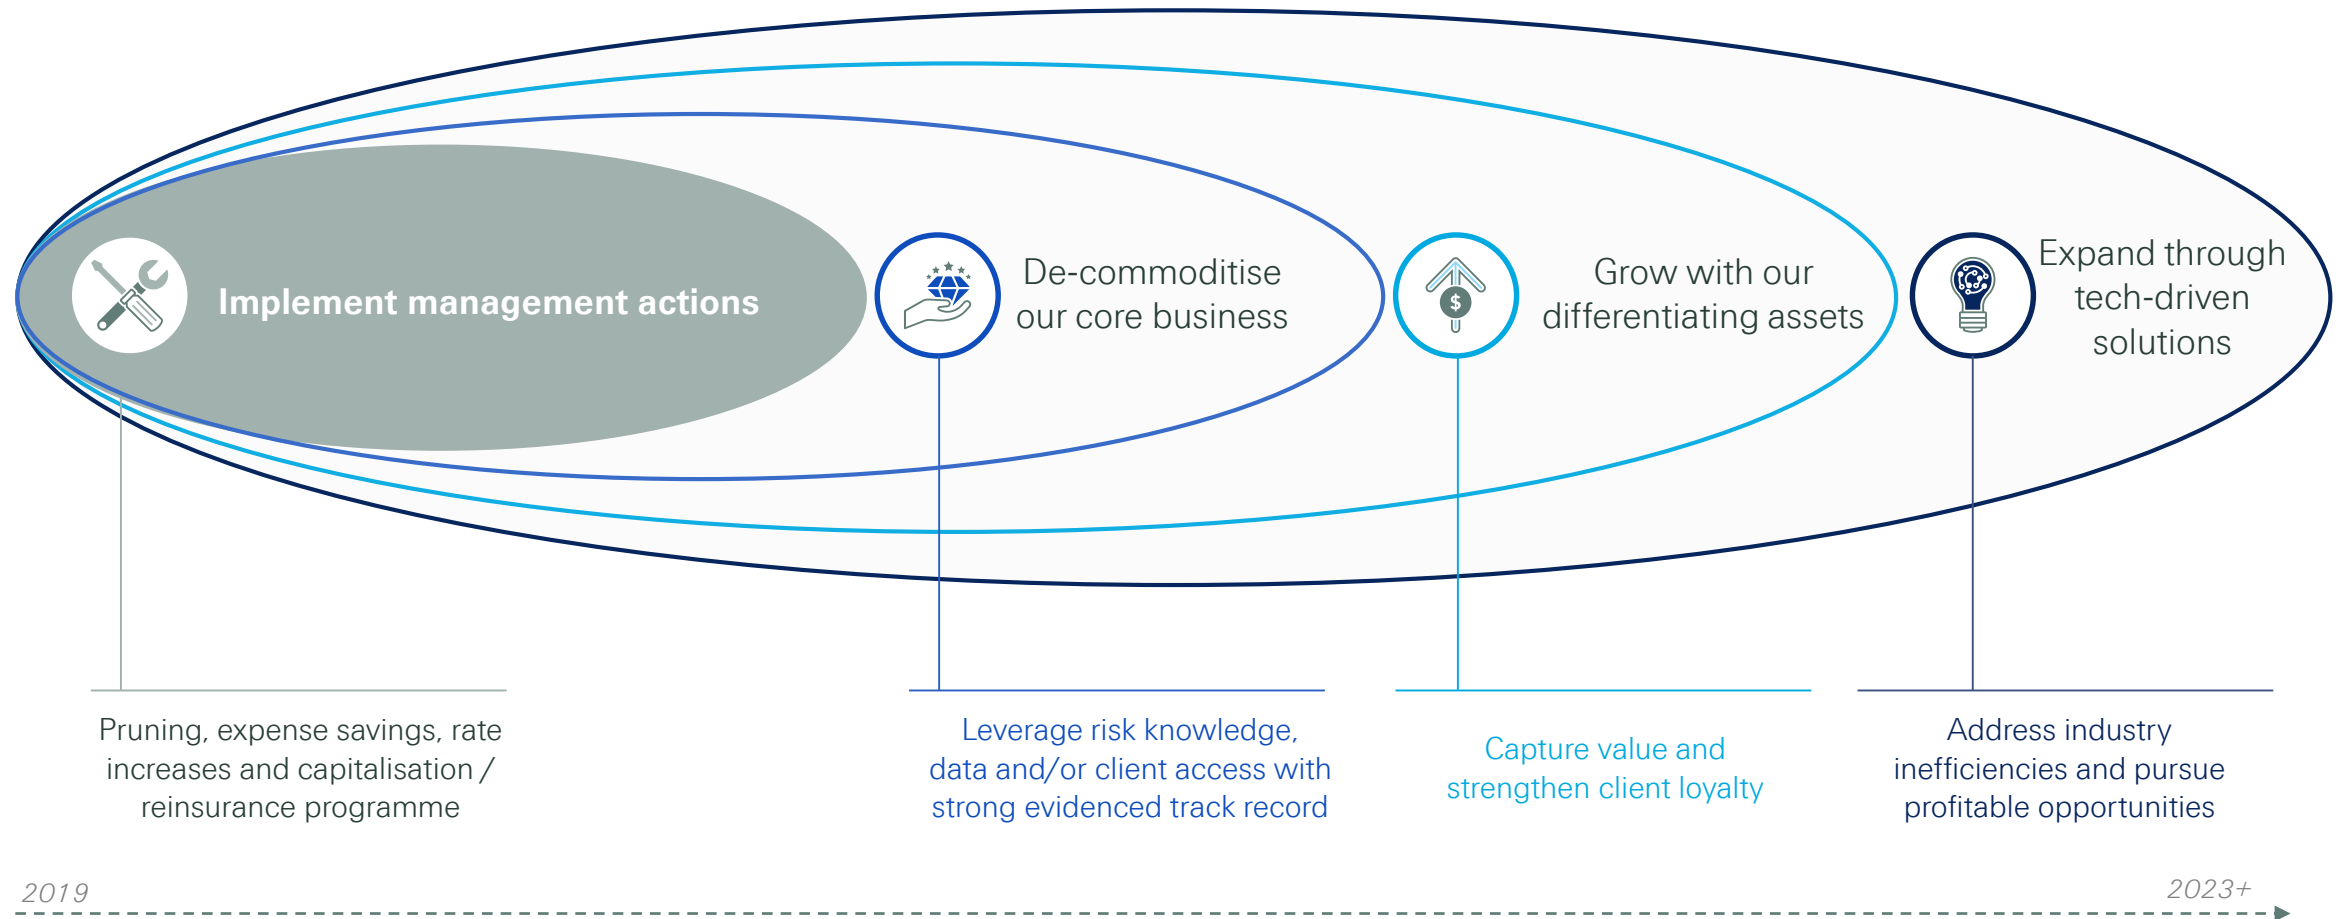 Implement management actions
De-commoditise
our core business
Grow with our
differentiating assets
Expand through
tech-driven
solutions
$
Pruning, expense savings, rate
increases and capitalisation /
reinsurance programme
Leverage risk knowledge,
data and/or client access with
strong evidenced track record
Capture value and
strengthen client loyalty
Address industry
inefficiencies and pursue
profitable opportunities
2019
2023+